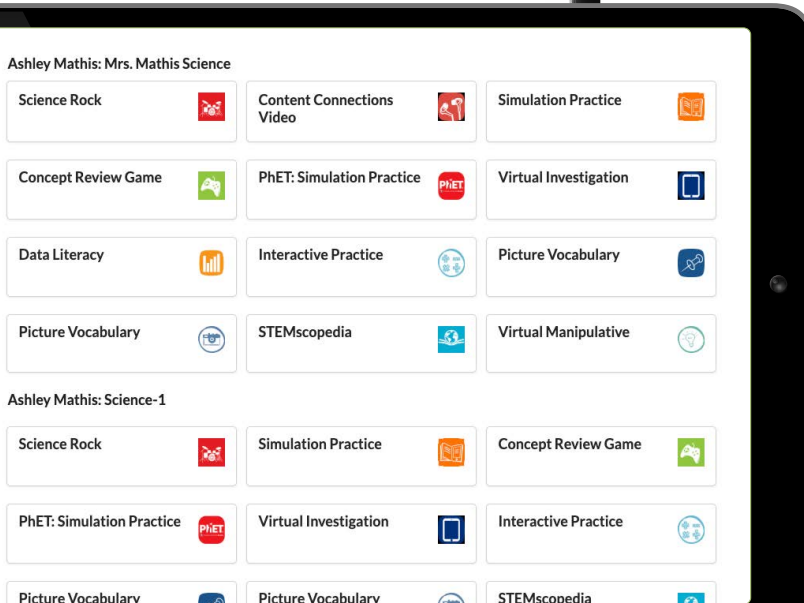 Ashley Mathis: Mrs. Mathis Science
Science Rock
Content Connections
Video
Simulation Practice
Concept Review Game
PhET: Simulation Practice
PhET
Virtual Investigation
Data Literacy
Interactive Practice
Picture Vocabulary
Picture Vocabulary
STEMscopedia
Virtual Manipulative
Ashley Mathis: Science-1
Science Rock
Simulation Practice
Concept Review Game
PhET: Simulation Practice
PhET
Virtual Investigation
Interactive Practice
Picture Vocabulary
Picture Vocabulary
STEMscopedia